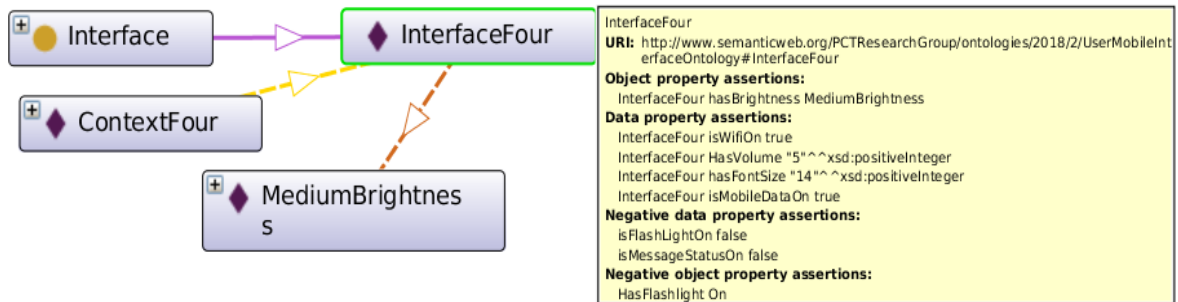 Interface
InterfaceFour
ContextFour
MediumBrightnes
s
InterfaceFour
URI: http://www.semanticweb.org/PCTResearchGroup/ontologies/2018/2/UserMobileInt
erfaceOntology#InterfaceFour
Object property assertions:
InterfaceFour hasBrightness MediumBrightness
Data property assertions:
InterfaceFour isWifiOn true
InterfaceFour HasVolume "5"^^xsd:positiveInteger
InterfaceFour hasFontSize "14"^^xsd:positiveInteger
InterfaceFour isMobileDataOn true
Negative data property assertions:
isFlashLightOn false
isMessageStatusOn false
Negative object property assertions:
HasFlashlight On